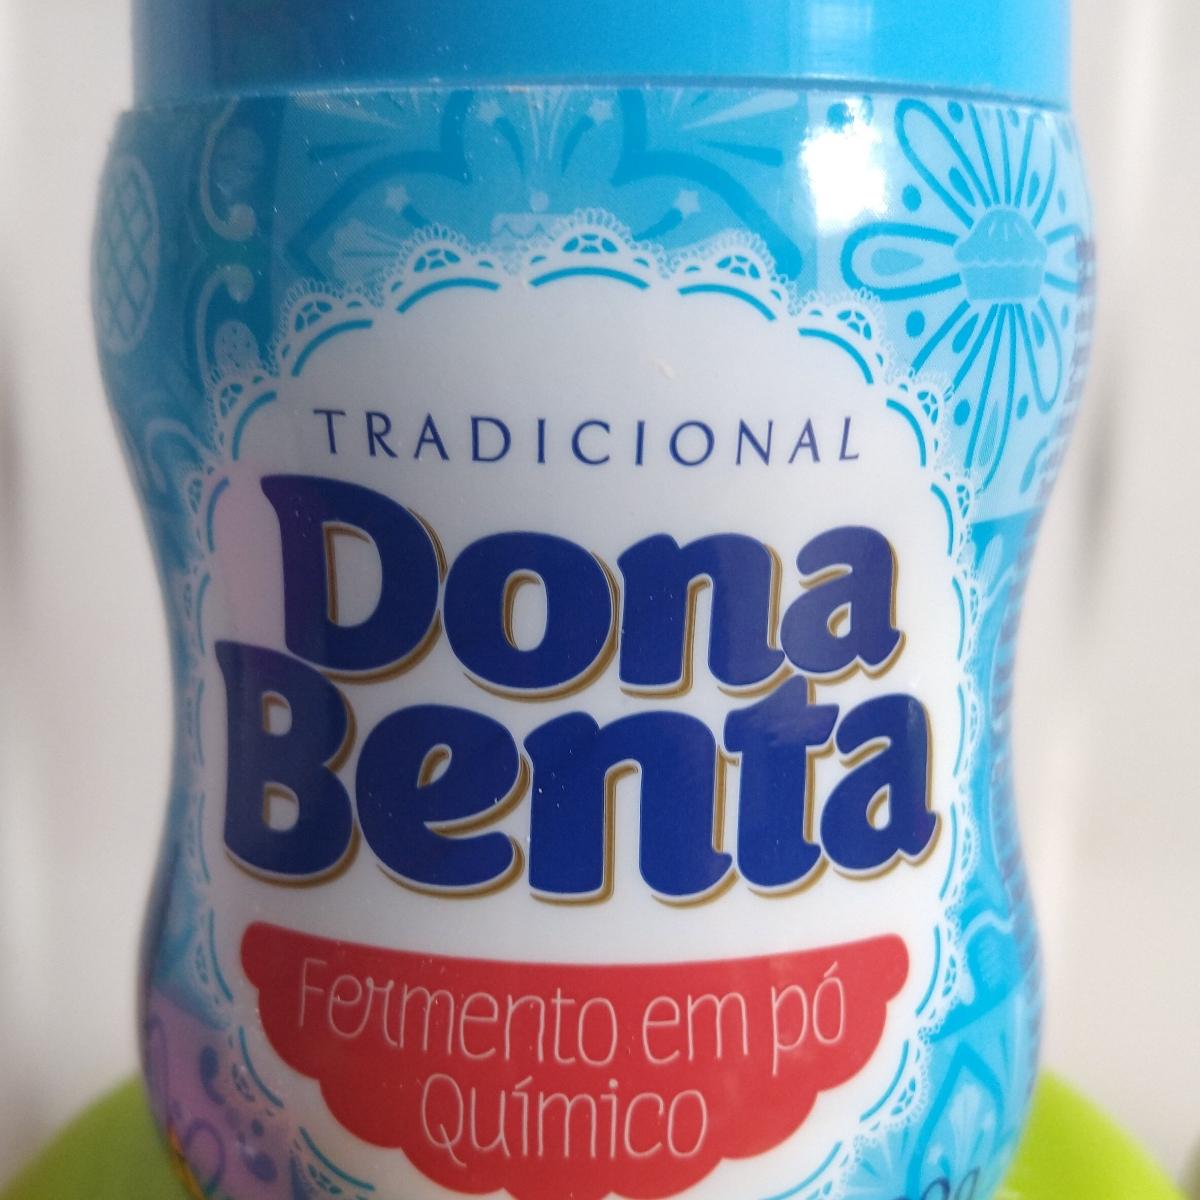 TRADICIONAL
Dona
Benta
Fermento em pó
Químico